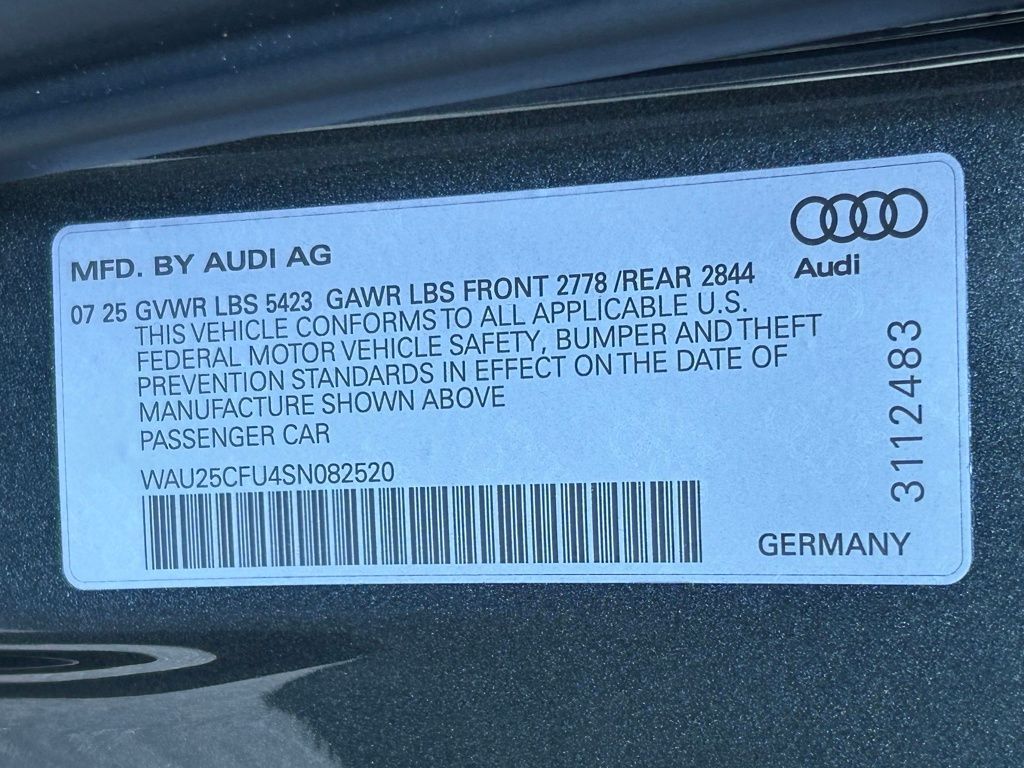 MFD. BY AUDI AG
Audi
07 25 GVWR LBS 5423 GAWR LBS FRONT 2778 /REAR 2844
THIS VEHICLE CONFORMS TO ALL APPLICABLE U.S.
FEDERAL MOTOR VEHICLE SAFETY, BUMPER AND THEFT
PREVENTION STANDARDS IN EFFECT ON THE DATE OF
MANUFACTURE SHOWN ABOVE
PASSENGER CAR
WAU25CFU4SN082520
3112483
GERMANY